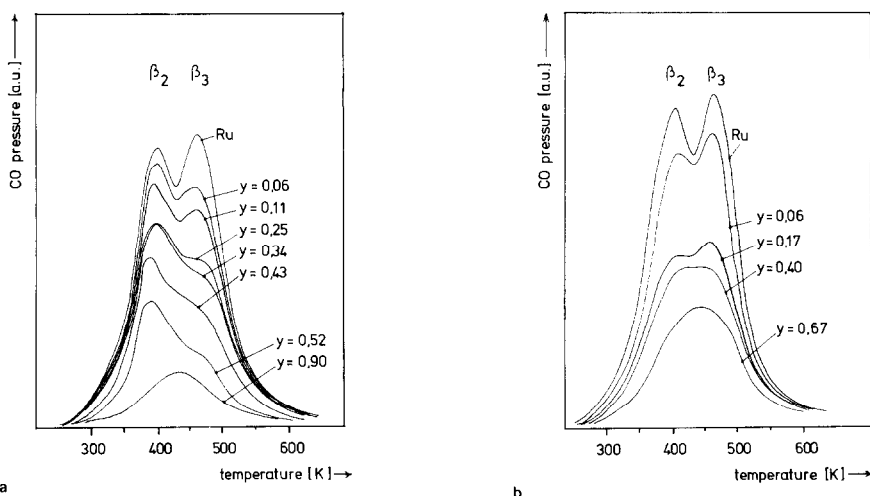 CO pressure [a.u.]
β2 β3
Ru
y = 0,06
y = 0,11
y = 0,25
y = 0,34
y = 0,43
y = 0,52
y = 0,90
300 400 500 600
temperature [K]
a
CO pressure [a.u.]
β2 β3
Ru
y = 0,06
y = 0,17
y = 0,40
y = 0,67
300 400 500 600
temperature [K]
b